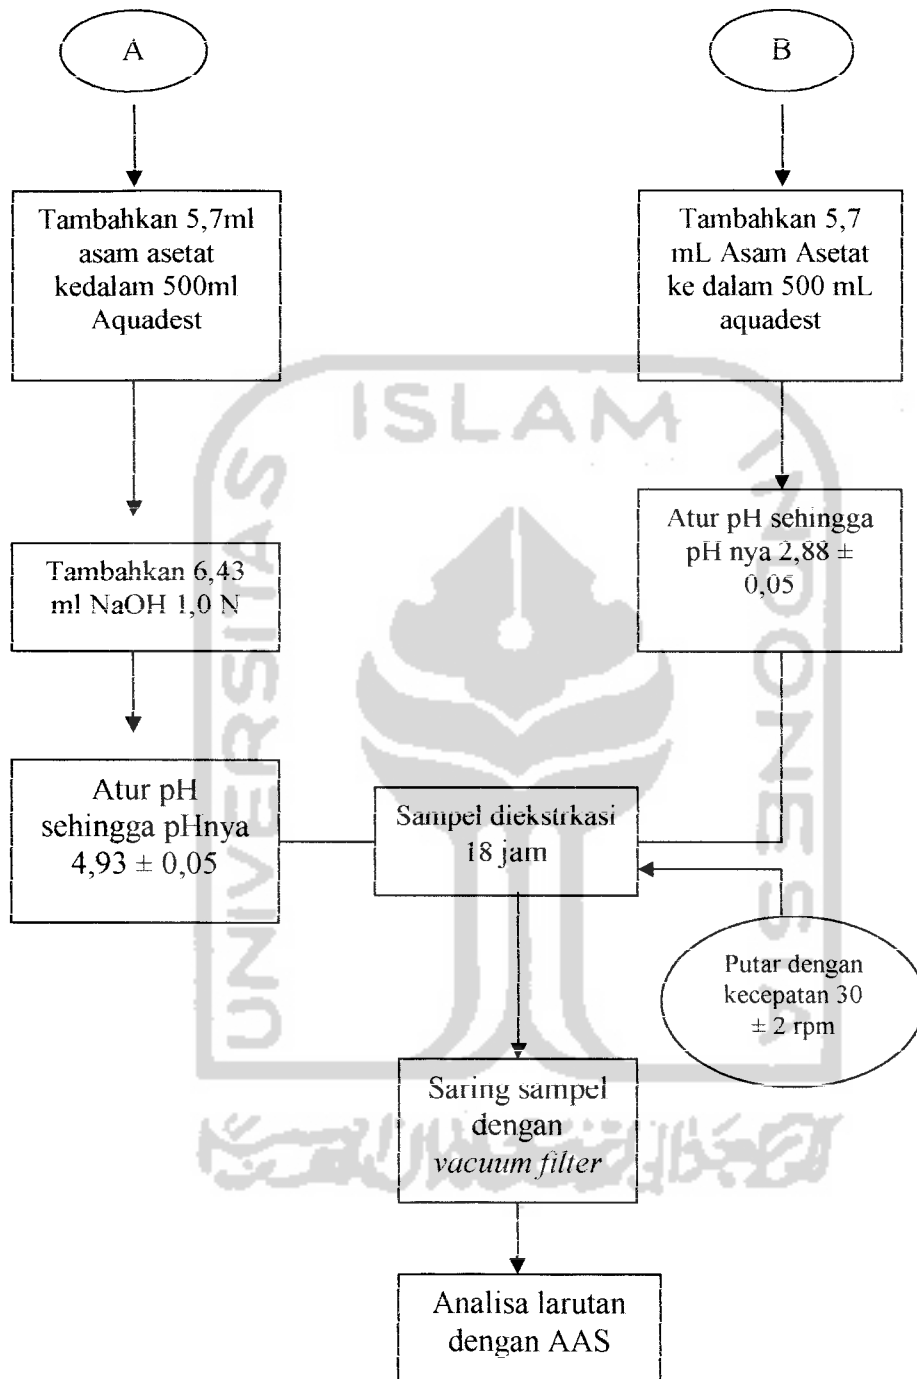 A
B
Tambahkan 5,7ml
asam asetat
kedalam 500ml
Aquadest
Tambahkan 5,7
mL Asam Asetat
ke dalam 500 mL
aquadest
Tambahkan 6,43
ml NaOH 1,0 N
Atur pH sehingga
pH nya 2,88 ±
0,05
Atur pH
sehingga pHnya
4,93 ± 0,05
Sampel diekstrkasi
18 jam
Putar dengan
kecepatan 30
± 2 rpm
Saring sampel
dengan
vacuum filter
Analisa larutan
dengan AAS
UNIVERSITAS
ISLAM
INDONESIA